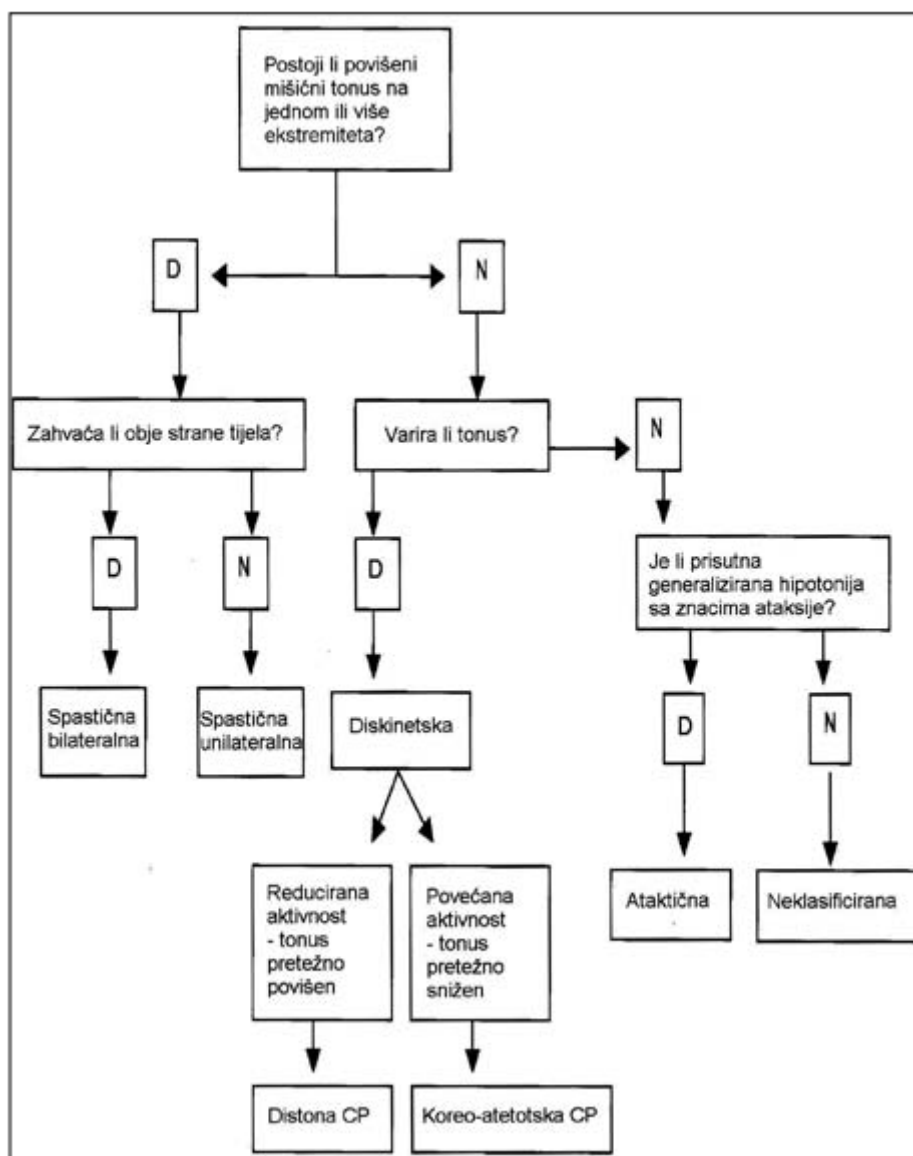 Postoji li povišeni
mišićni tonus na
jednom ili više
ekstremiteta?
D
N
Zahvaća li obje strane tijela?
Varira li tonus?
N
D
N
D
Je li prisutna
generalizirana hipotonija
sa znacima ataksije?
Spastična
bilateralna
Spastična
unilateralna
Diskinetska
D
N
Reducirana
aktivnost
- tonus
pretežno
povišen
Povećana
aktivnost
- tonus
pretežno
snižen
Ataktična
Neklasificirana
Distona CP
Koreo-atetotska CP